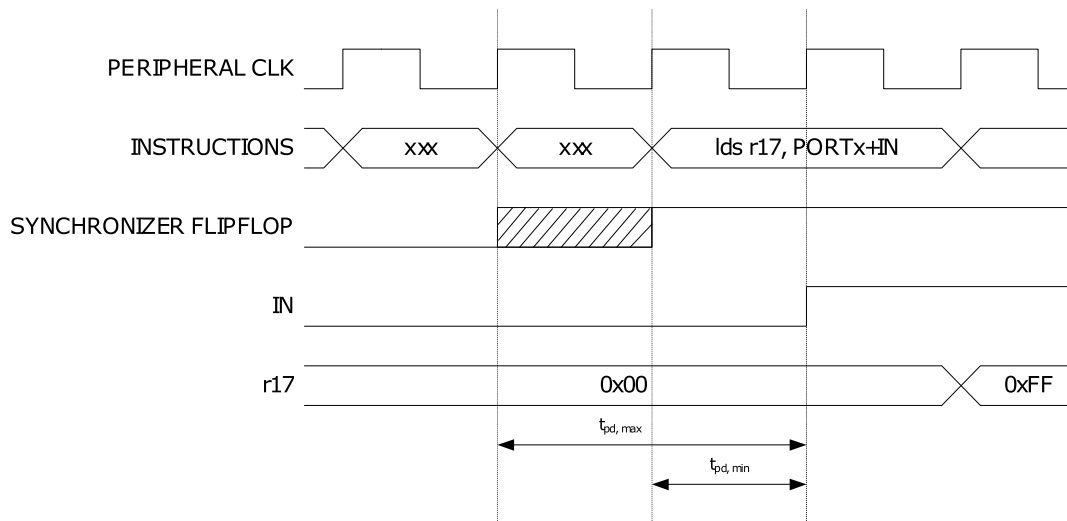 PERIPHERAL CLK
INSTRUCTIONS xxx xxx lds r17, PORTx+IN
SYNCHRONIZER FLIPFLOP
IN
r17 0x00 0xFF
tpd, max
tpd, min